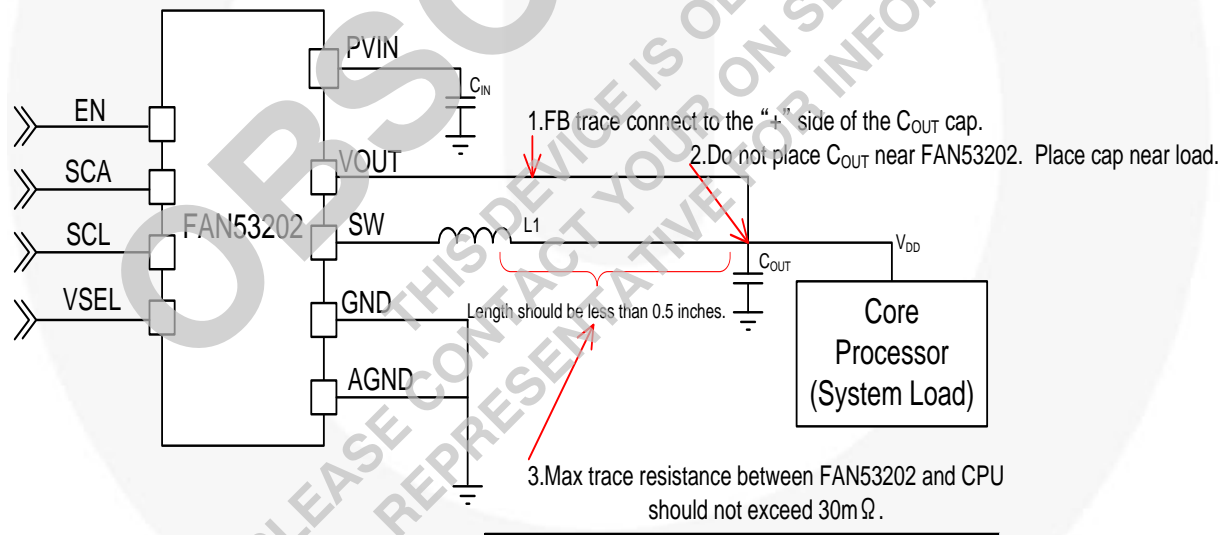 PVIN
C_IN
EN
1.FB trace connect to the “+” side of the C_OUT cap.
2.Do not place C_OUT near FAN53202. Place cap near load.
VOUT
SCA
FAN53202
SW
L1
SCL
V_DD
C_OUT
VSEL
GND
Length should be less than 0.5 inches.
Core
Processor
(System Load)
AGND
3.Max trace resistance between FAN53202 and CPU
should not exceed 30mΩ.
THIS DEVICE IS OB
PLEASE CONTACT YOUR ON SE
REPRESENTATIVE FOR INFOR
OBSO